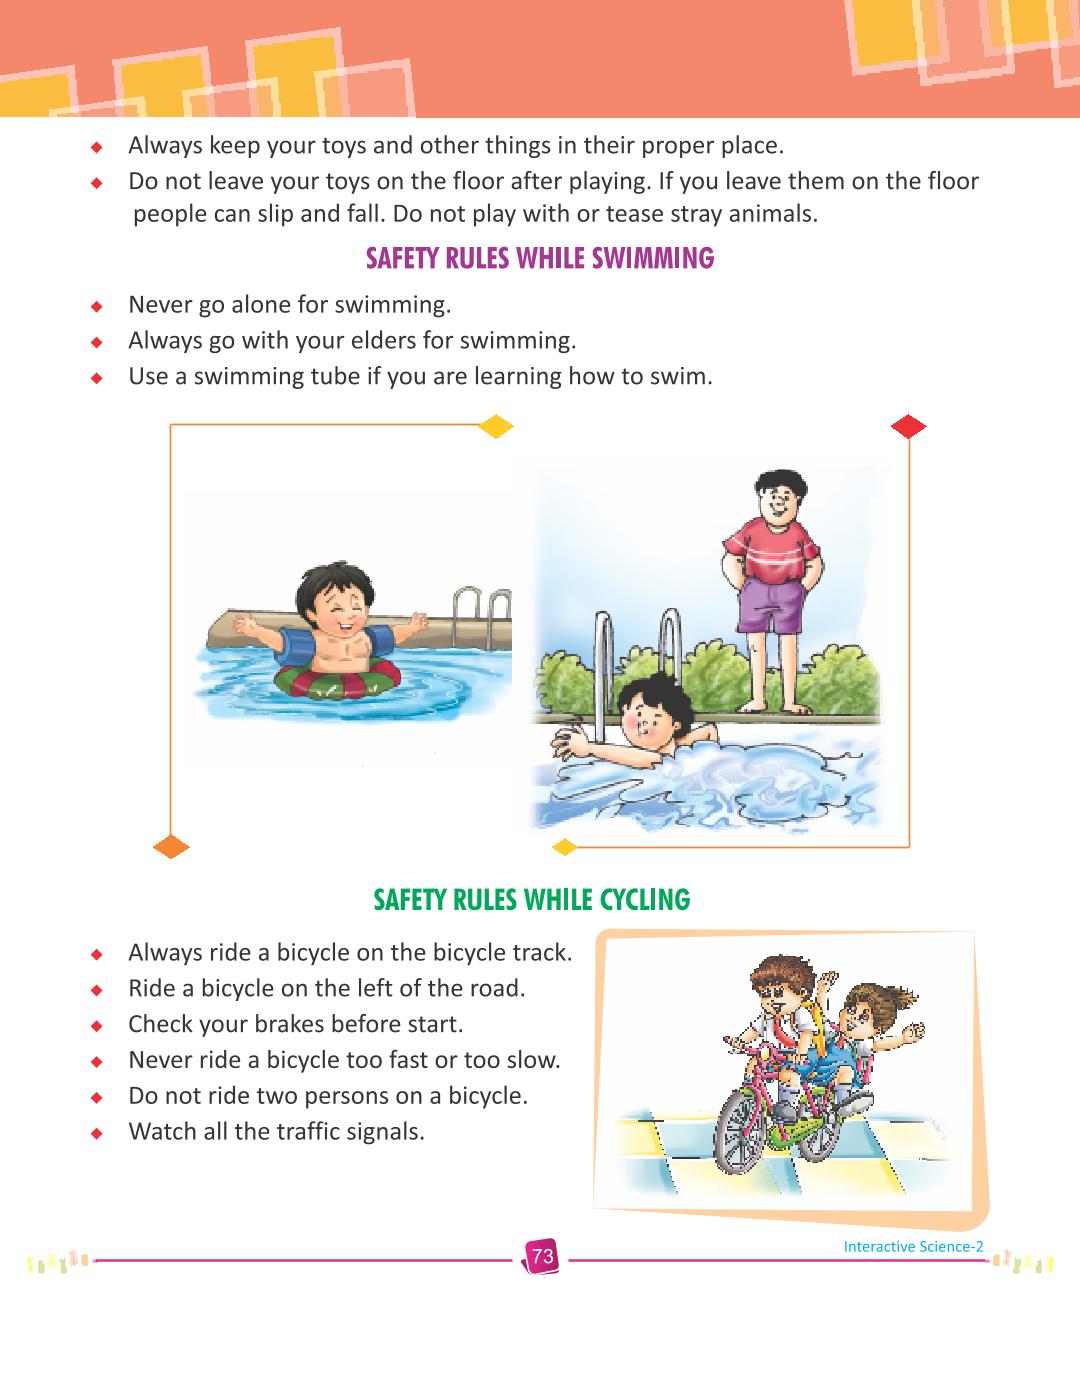 Always keep your toys and other things in their proper place.
Do not leave your toys on the floor after playing. If you leave them on the floor
people can slip and fall. Do not play with or tease stray animals.
SAFETY RULES WHILE SWIMMING
Never go alone for swimming.
Always go with your elders for swimming.
Use a swimming tube if you are learning how to swim.
SAFETY RULES WHILE CYCLING
Always ride a bicycle on the bicycle track.
Ride a bicycle on the left of the road.
Check your brakes before start.
Never ride a bicycle too fast or too slow.
Do not ride two persons on a bicycle.
Watch all the traffic signals.
Interactive Science-2
73